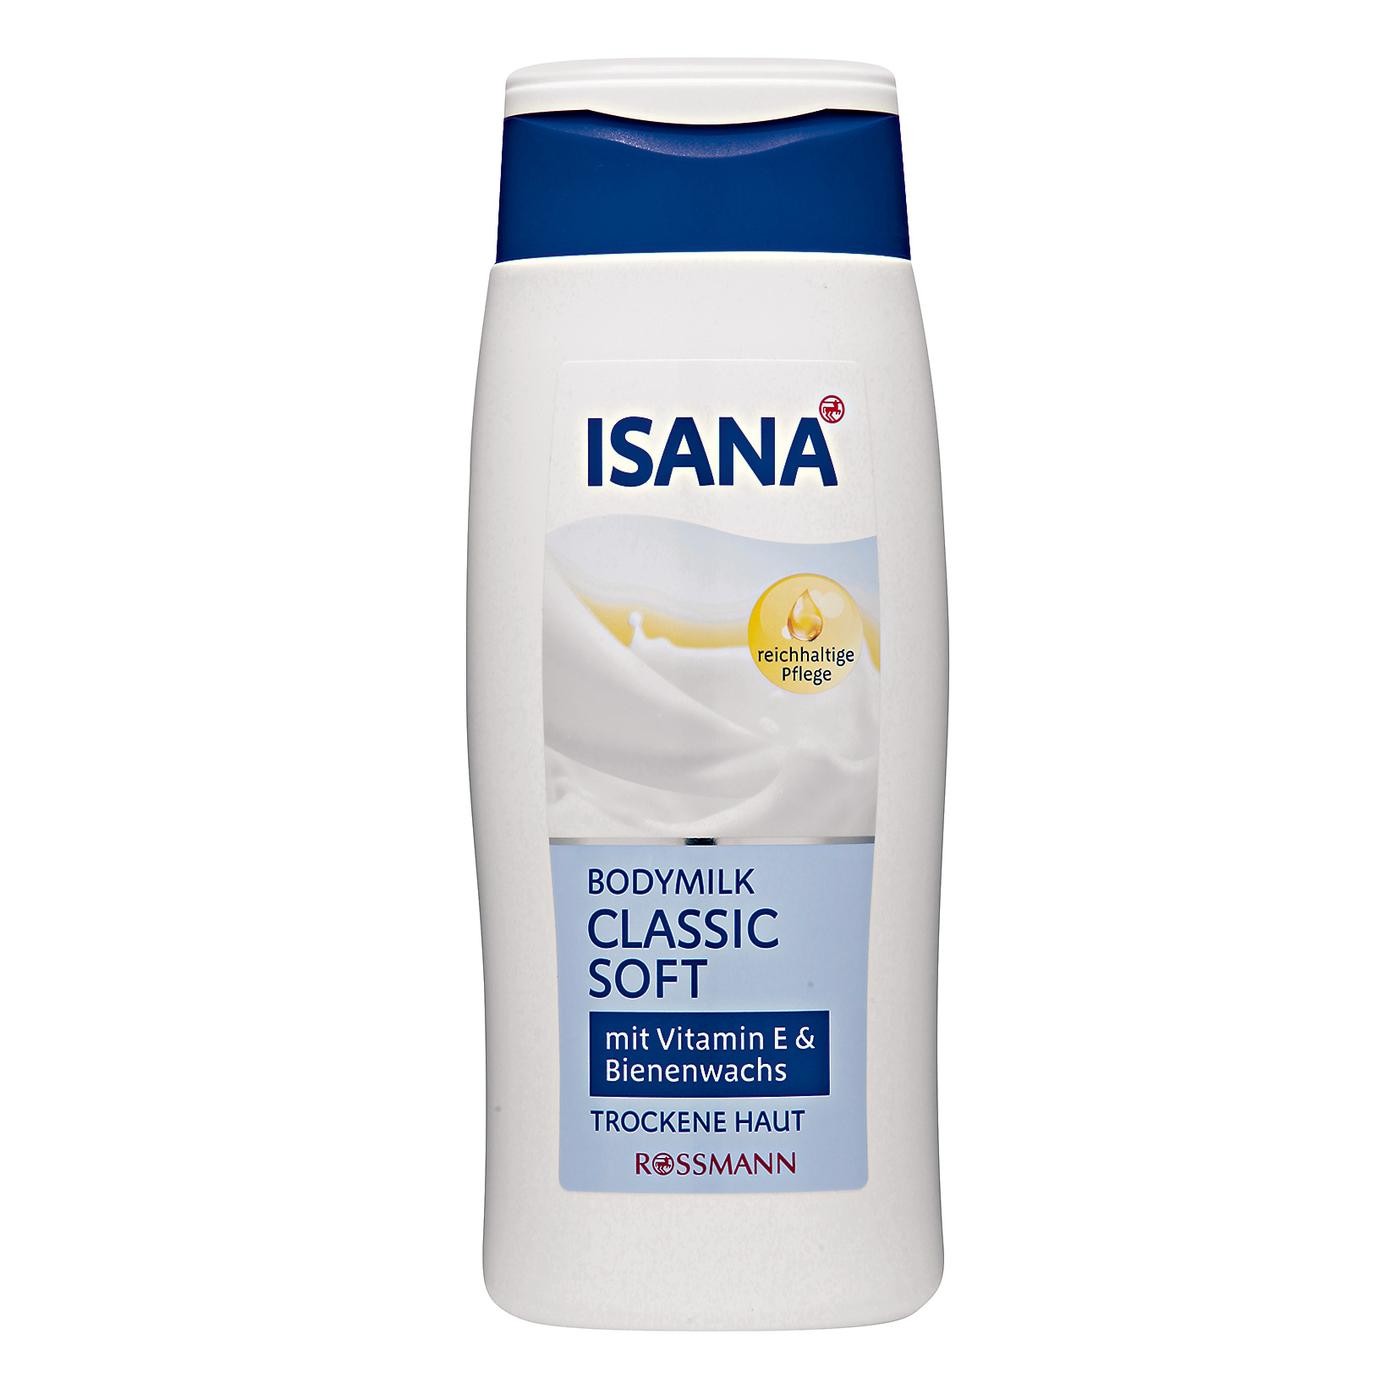 ISANA
reichhaltige
Pflege
BODYMILK
CLASSIC
SOFT
mit Vitamin E &
Bienenwachs
TROCKENE HAUT
ROSSMANN